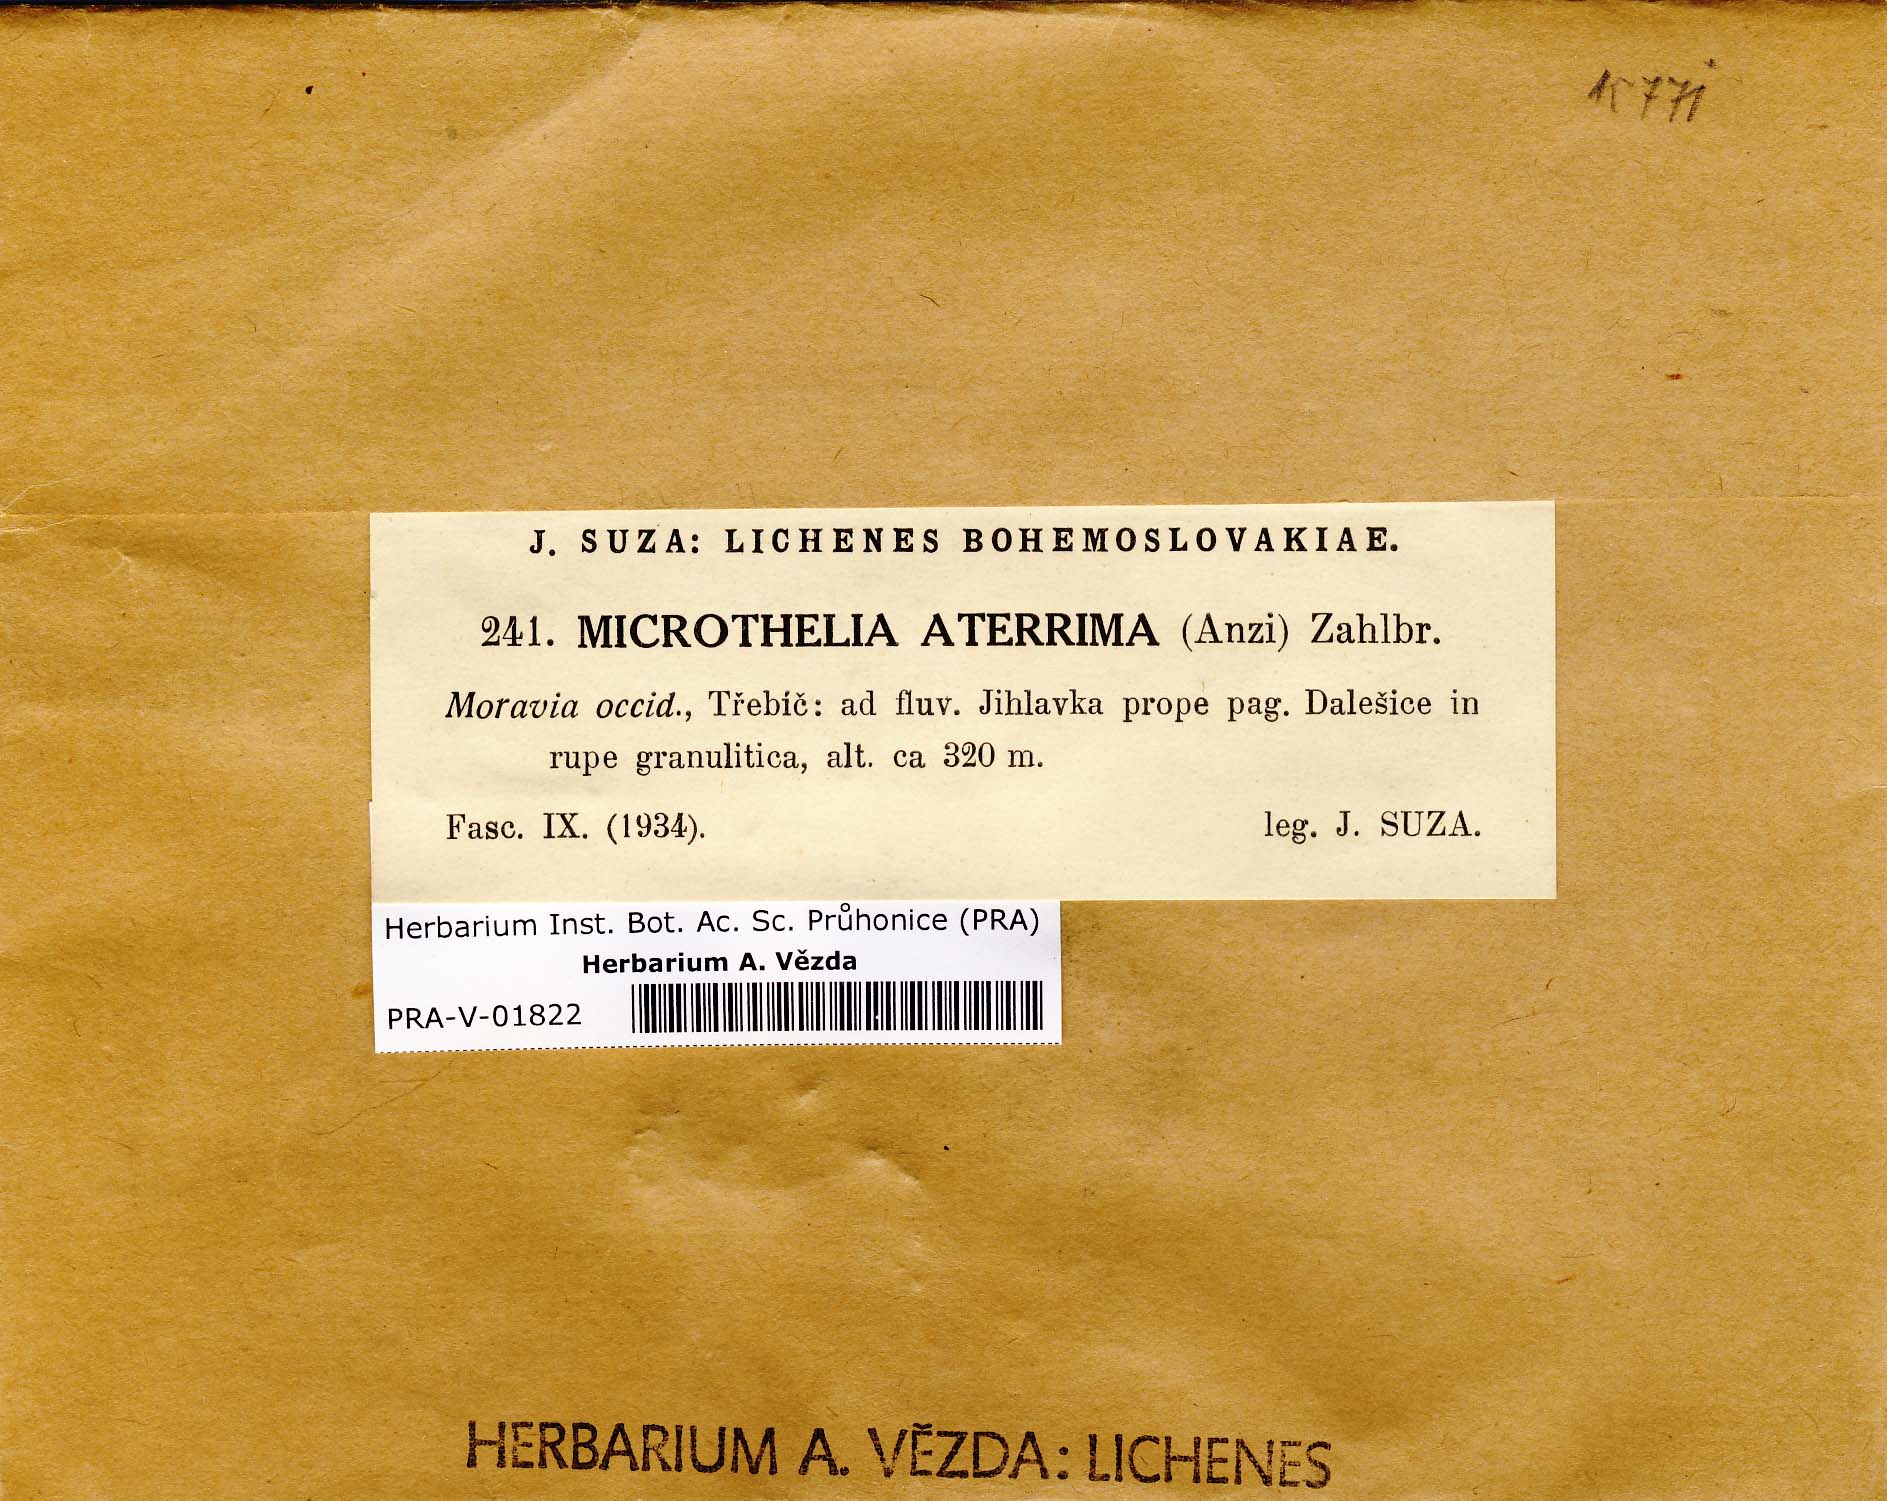 J. SUZA: LICHENES BOHEMOSLOVAKIAE.
241. MICROTHELIA ATERRIMA (Anzi) Zahlbr.
Moravia occid., Třebíč: ad fluv. Jihlavka prope pag. Dalešice in
rupe granulitica, alt. ca 320 m.
Fasc. IX. (1934). leg. J. SUZA.
Herbarium Inst. Bot. Ac. Sc. Průhonice (PRA)
Herbarium A. Vězda
PRA-V-01822
HERBARIUM A. VĚZDA: LICHENES